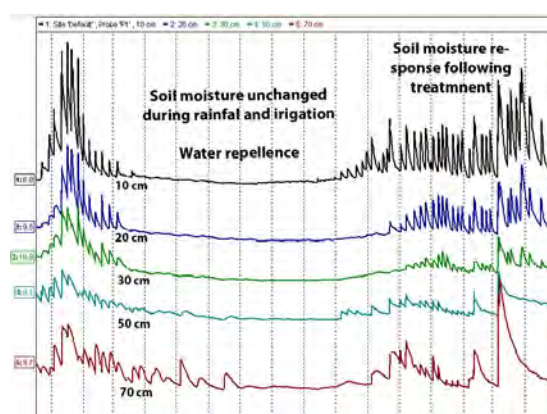 1: Site 'Default', Probe 'P1', 10 cm 2: 20 cm 3: 30 cm 4: 50 cm 5: 70 cm
Soil moisture unchanged
during rainfal and irigation
Water repellence
Soil moisture re-
sponse following
treatmnent
10 cm
20 cm
30 cm
50 cm
70 cm